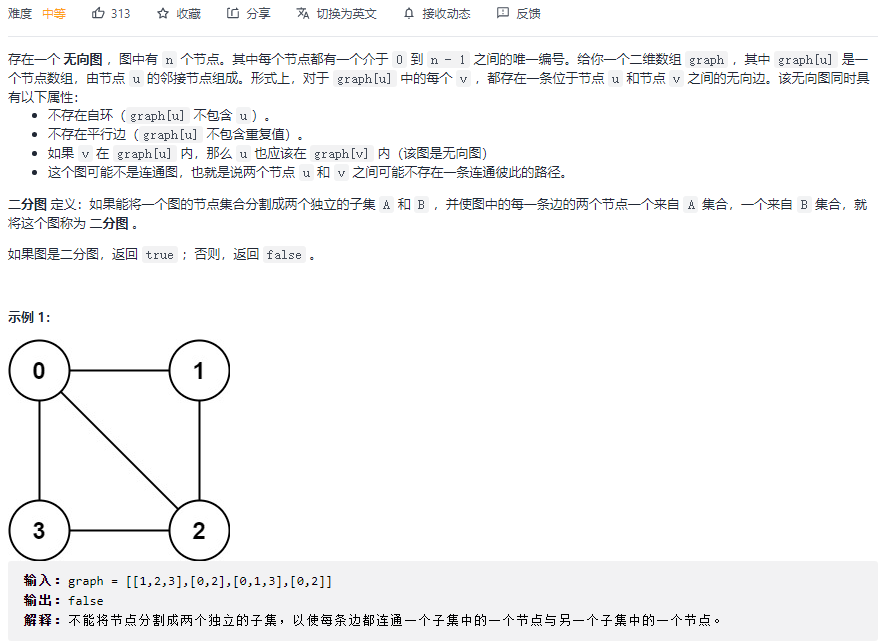 难度 中等 313 收藏 分享 切换为英文 接收动态 反馈
存在一个 无向图 ，图中有 n 个节点。其中每个节点都有一个介于 0 到 n - 1 之间的唯一编号。给你一个二维数组 graph ，其中 graph[u] 是一
个节点数组，由节点 u 的邻接节点组成。形式上，对于 graph[u] 中的每个 v ，都存在一条位于节点 u 和节点 v 之间的无向边。该无向图同时具
有以下属性：
• 不存在自环（graph[u] 不包含 u）。
• 不存在平行边（graph[u] 不包含重复值）。
• 如果 v 在 graph[u] 内，那么 u 也应该在 graph[v] 内（该图是无向图）
• 这个图可能不是连通图，也就是说两个节点 u 和 v 之间可能不存在一条连通彼此的路径。
二分图 定义：如果能将一个图的节点集合分割成两个独立的子集 A 和 B ，并使图中的每一条边的两个节点一个来自 A 集合，一个来自 B 集合，就
将这个图称为 二分图 。
如果图是二分图，返回 true ；否则，返回 false 。
示例 1：
0 1
3 2
输入：graph = [[1,2,3],[0,2],[0,1,3],[0,2]]
输出：false
解释：不能将节点分割成两个独立的子集，以使每条边都连通一个子集中的一个节点与另一个子集中的一个节点。